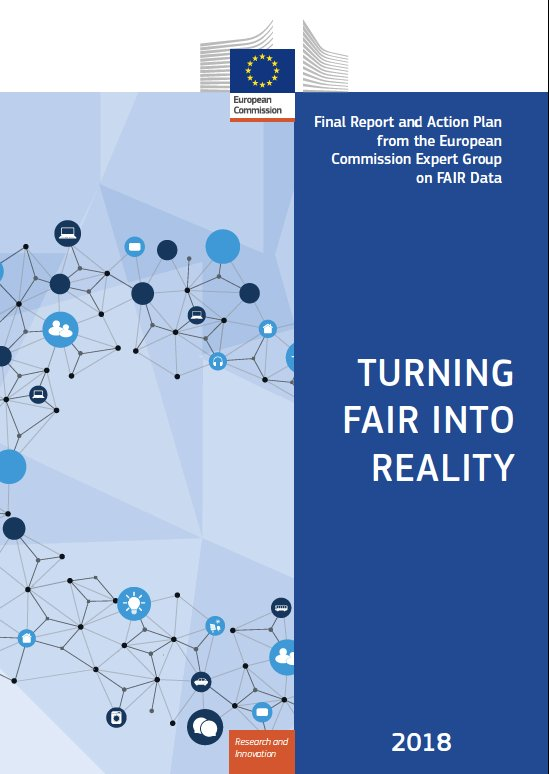 European
Commission
Final Report and Action Plan
from the European
Commission Expert Group
on FAIR Data
TURNING
FAIR INTO
REALITY
2018
Research and
Innovation